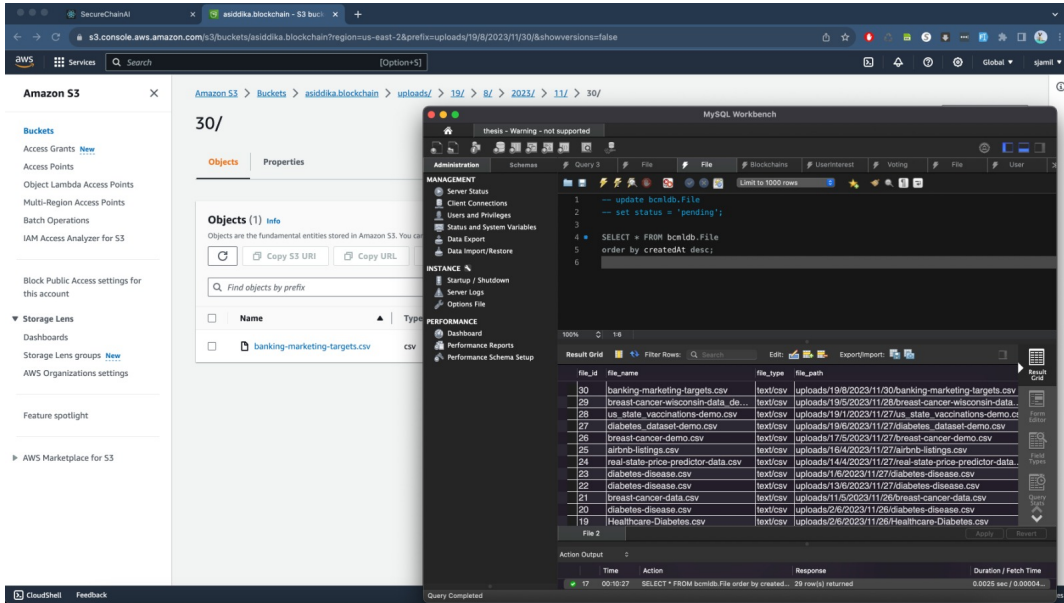 SecureChainAI
asiddika.blockchain - S3 buck
s3.console.aws.amazon.com/s3/buckets/asiddika.blockchain?region=us-east-2&prefix=uploads/19/8/2023/11/30/&showversions=false
aws
Services
Search
[Option+S]
Global
sjamil
Amazon S3
Buckets
Access Grants New
Access Points
Object Lambda Access Points
Multi-Region Access Points
Batch Operations
IAM Access Analyzer for S3
Block Public Access settings for
this account
Storage Lens
Dashboards
Storage Lens groups New
AWS Organizations settings
Feature spotlight
AWS Marketplace for S3
CloudShell Feedback
Amazon S3 > Buckets > asiddika.blockchain > uploads/ > 19/ > 8/ > 2023/ > 11/ > 30/
30/
Objects Properties
Objects (1) Info
Objects are the fundamental entities stored in Amazon S3. You can
Copy S3 URI Copy URL
Find objects by prefix
Name Type
banking-marketing-targets.csv csv
MySQL Workbench
thesis - Warning - not supported
Administration Schemas Query 3 File File Blockchains UserInterest Voting File User
MANAGEMENT
Server Status
Client Connections
Users and Privileges
Status and System Variables
Data Export
Data Import/Restore
INSTANCE
Startup / Shutdown
Server Logs
Options File
PERFORMANCE
Dashboard
Performance Reports
Performance Schema Setup
Limit to 1000 rows
1 -- update bcmldb.File
2 -- set status = 'pending';
3
4 SELECT * FROM bcmldb.File
5 order by createdAt desc;
6
100% 1:6
Result Grid Filter Rows: Search Edit: Export/Import:
file_id file_name file_type file_path
30 banking-marketing-targets.csv text/csv uploads/19/8/2023/11/30/banking-marketing-targets.csv
29 breast-cancer-wisconsin-data_de... text/csv uploads/19/5/2023/11/28/breast-cancer-wisconsin-data...
28 us_state_vaccinations-demo.csv text/csv uploads/19/1/2023/11/27/us_state_vaccinations-demo.cs
27 diabetes_dataset-demo.csv text/csv uploads/19/6/2023/11/27/diabetes_dataset-demo.csv
26 breast-cancer-demo.csv text/csv uploads/17/5/2023/11/27/breast-cancer-demo.csv
25 airbnb-listings.csv text/csv uploads/16/4/2023/11/27/airbnb-listings.csv
24 real-state-price-predictor-data.csv text/csv uploads/14/4/2023/11/27/real-state-price-predictor-data...
23 diabetes-disease.csv text/csv uploads/1/6/2023/11/27/diabetes-disease.csv
22 diabetes-disease.csv text/csv uploads/13/6/2023/11/27/diabetes-disease.csv
21 breast-cancer-data.csv text/csv uploads/11/5/2023/11/26/breast-cancer-data.csv
20 diabetes-disease.csv text/csv uploads/2/6/2023/11/26/diabetes-disease.csv
19 Healthcare-Diabetes.csv text/csv uploads/2/6/2023/11/26/Healthcare-Diabetes.csv
Result
Grid
Form
Editor
Field
Types
Query
Stats
File 2
Apply Revert
Action Output
Time Action Response Duration / Fetch Time
17 00:10:27 SELECT * FROM bcmldb.File order by created... 29 row(s) returned 0.0025 sec / 0.00004...
Query Completed